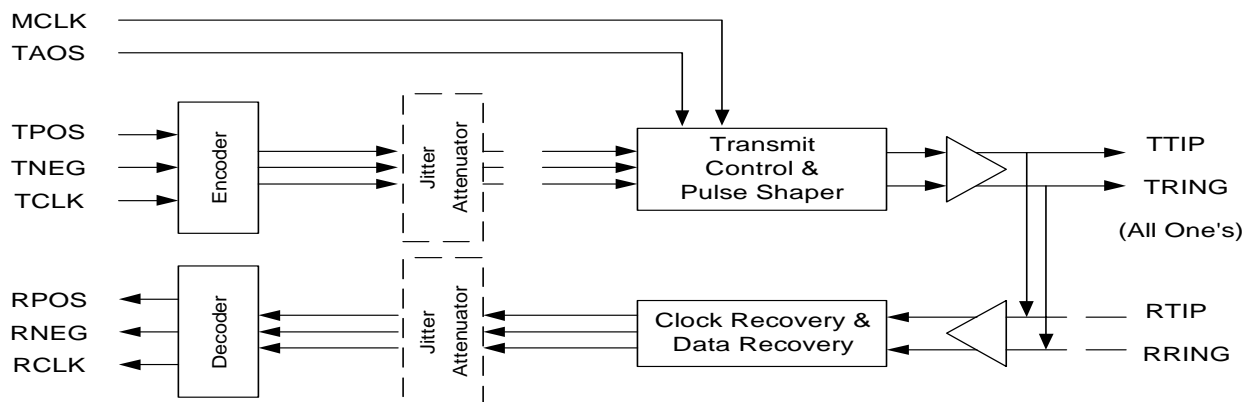 MCLK
TAOS
TPOS
TNEG
TCLK
Encoder
Jitter
Attenuator
Transmit
Control &
Pulse Shaper
TTIP
TRING
(All One's)
RPOS
RNEG
RCLK
Decoder
Jitter
Attenuator
Clock Recovery &
Data Recovery
RTIP
RRING